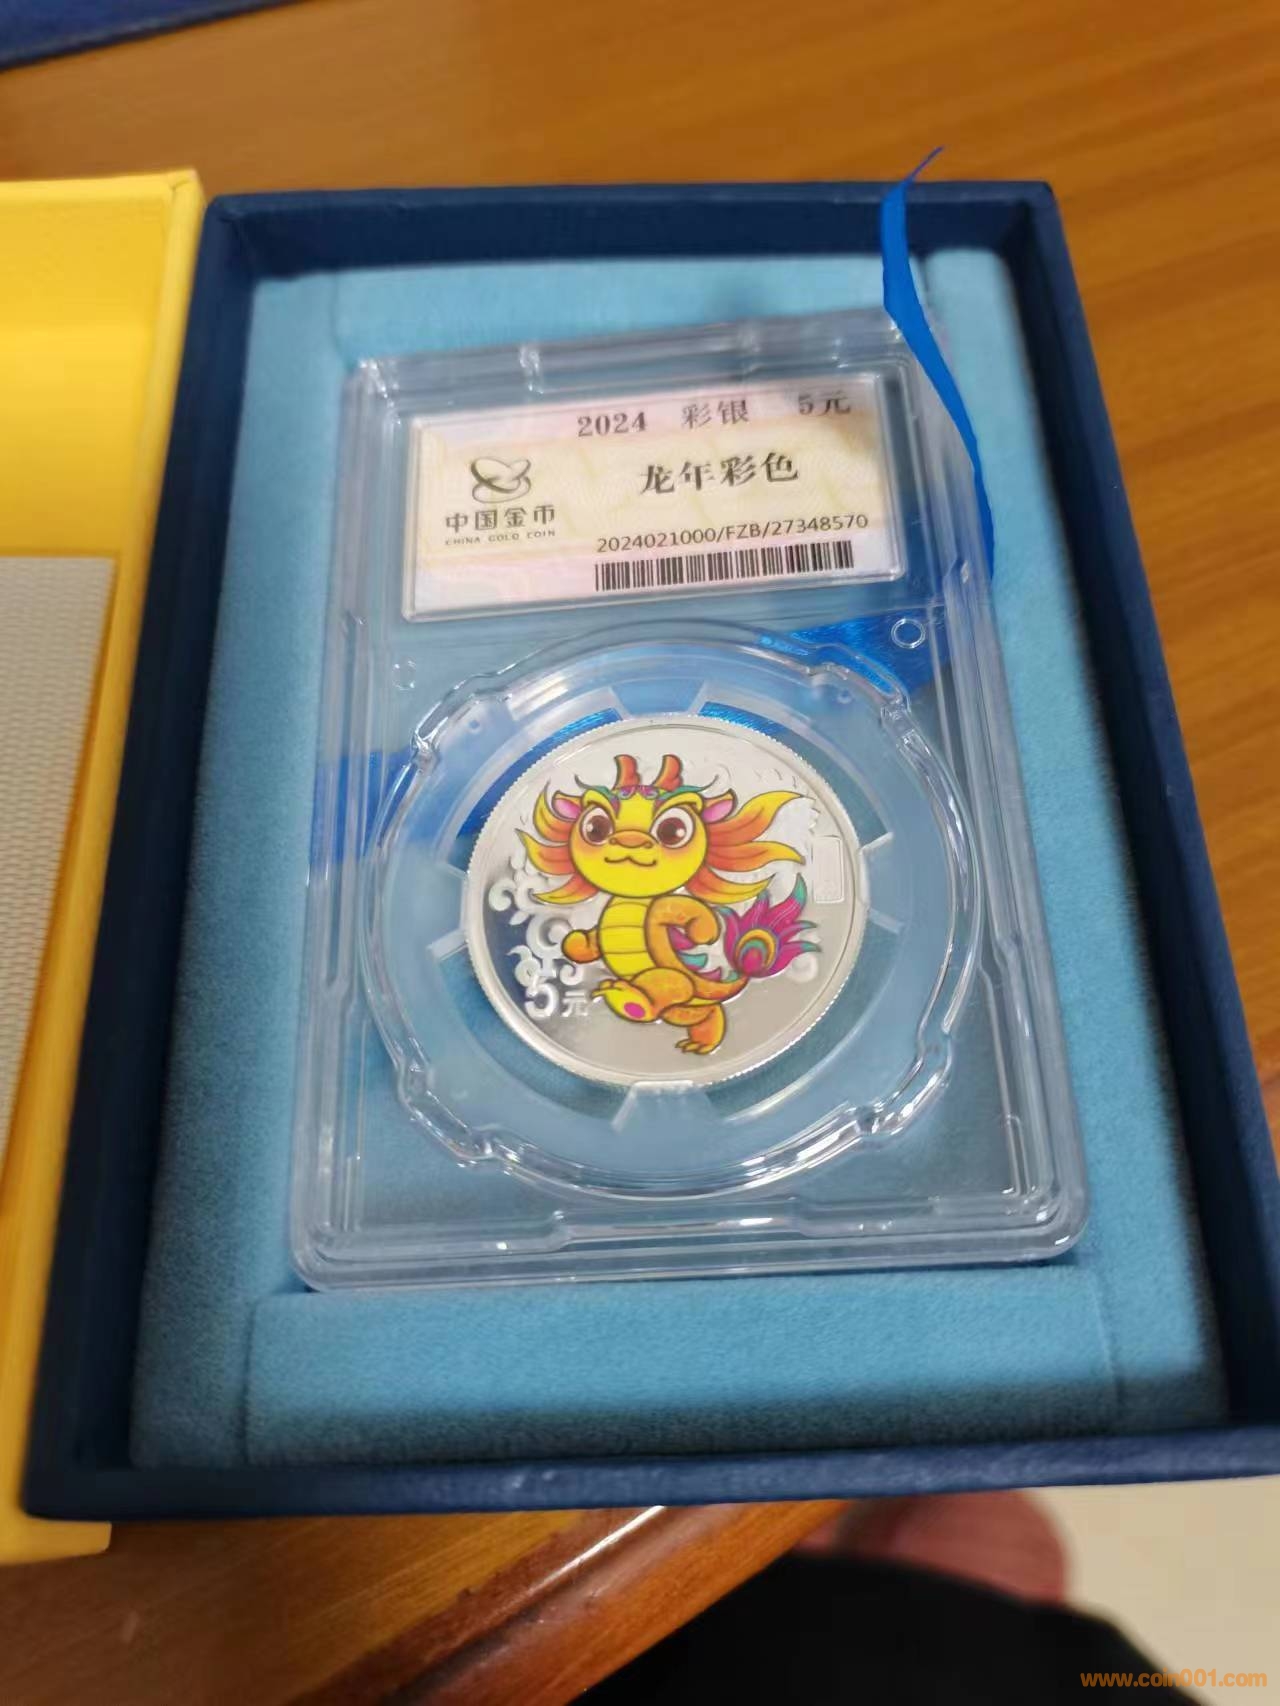 2024 彩银 5元
龙年彩色
中国金币
CHINA GOLD COIN
2024021000/FZB/27348570
5元
www.coin001.com